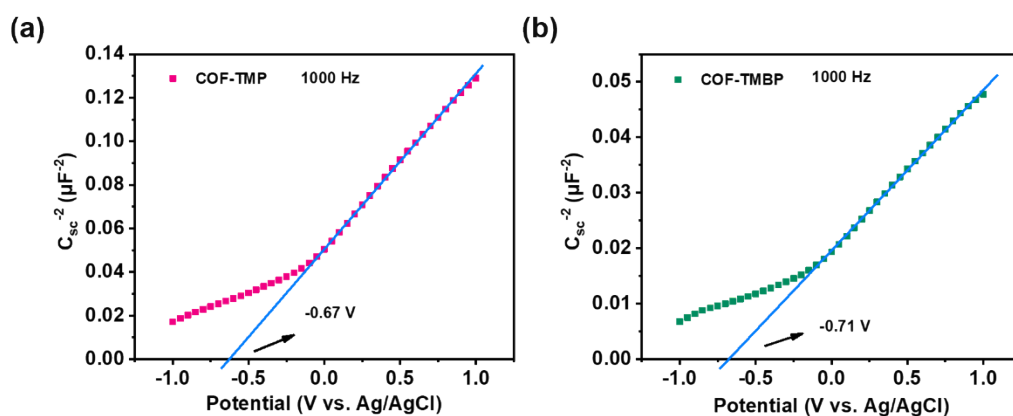 (a)
COF-TMP 1000 Hz
C_sc^-2 (μF^-2)
0.14
0.12
0.10
0.08
0.06
0.04
0.02
0.00
-0.67 V
-1.0 -0.5 0.0 0.5 1.0
Potential (V vs. Ag/AgCl)
(b)
COF-TMBP 1000 Hz
C_sc^-2 (μF^-2)
0.05
0.04
0.03
0.02
0.01
0.00
-0.71 V
-1.0 -0.5 0.0 0.5 1.0
Potential (V vs. Ag/AgCl)